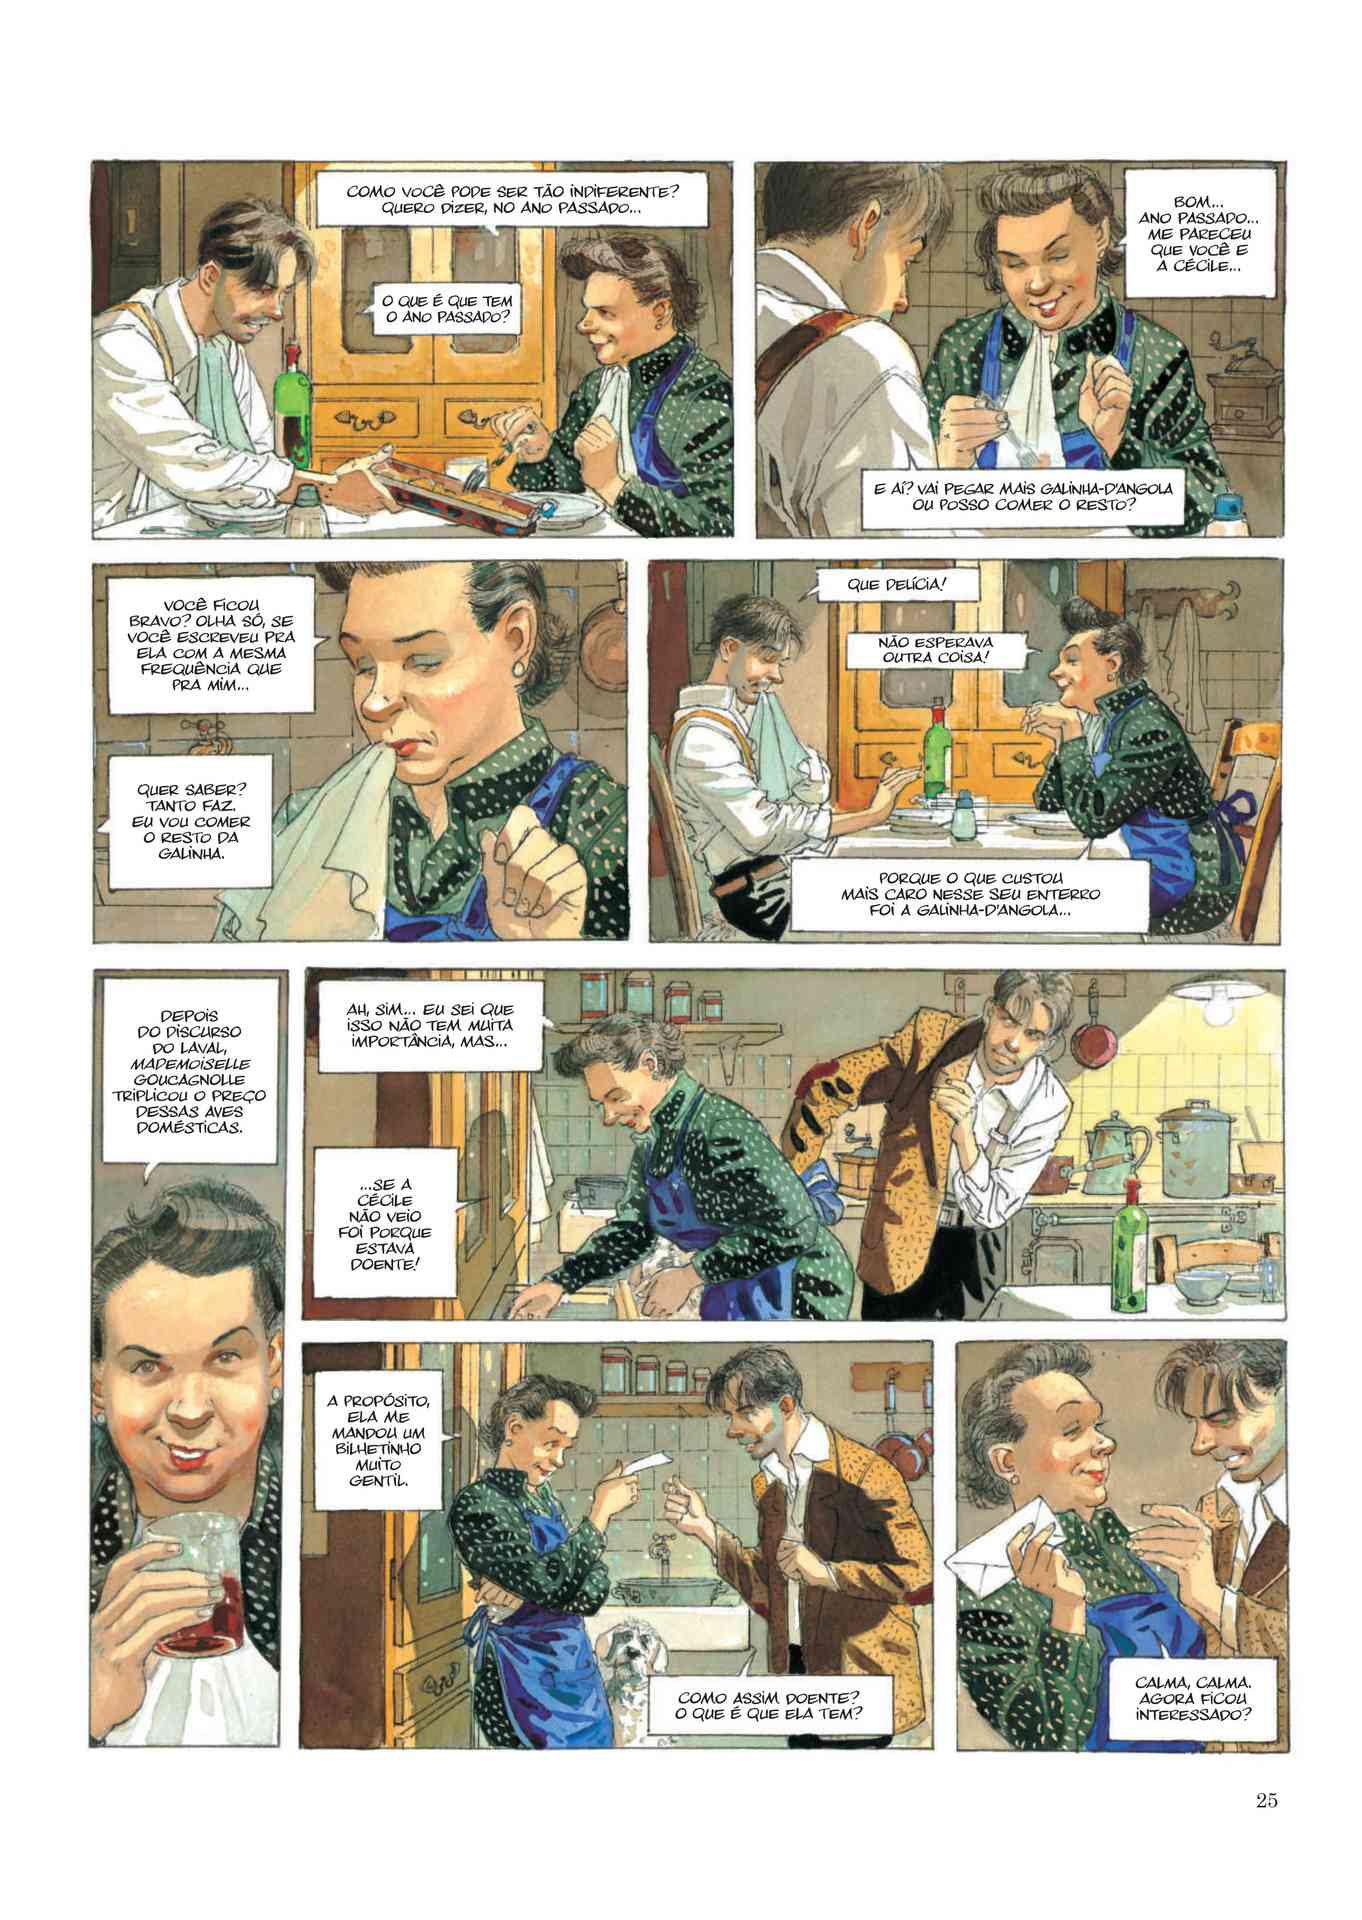 COMO VOCÊ PODE SER TÃO INDIFERENTE?
QUERO DIZER, NO ANO PASSADO...
O QUE É QUE TEM
O ANO PASSADO?
BOM...
ANO PASSADO...
ME PARECEU
QUE VOCÊ E
A CÉCILE...
E AÍ? VAI PEGAR MAIS GALINHA-D'ANGOLA
OU POSSO COMER O RESTO?
VOCÊ FICOU
BRAVO? OLHA SÓ, SE
VOCÊ ESCREVEU PRA
ELA COM A MESMA
FREQUÊNCIA QUE
PRA MIM...
QUER SABER?
TANTO FAZ.
EU VOU COMER
O RESTO DA
GALINHA.
QUE DELÍCIA!
NÃO ESPERAVA
OUTRA COISA!
PORQUE O QUE CUSTOU
MAIS CARO NESSE SEU ENTERRO
FOI A GALINHA-D'ANGOLA...
DEPOIS
DO DISCURSO
DO LAVAL,
MADEMOISELLE
GOUCAGNOLLE
TRIPLICOU O PREÇO
DESSAS AVES
DOMÉSTICAS.
AH, SIM... EU SEI QUE
ISSO NÃO TEM MUITA
IMPORTÂNCIA, MAS...
...SE A
CÉCILE
NÃO VEIO
FOI PORQUE
ESTAVA
DOENTE!
A PROPÓSITO,
ELA ME
MANDOU UM
BILHETINHO
MUITO
GENTIL.
COMO ASSIM DOENTE?
O QUE É QUE ELA TEM?
CALMA, CALMA.
AGORA FICOU
INTERESSADO?
25